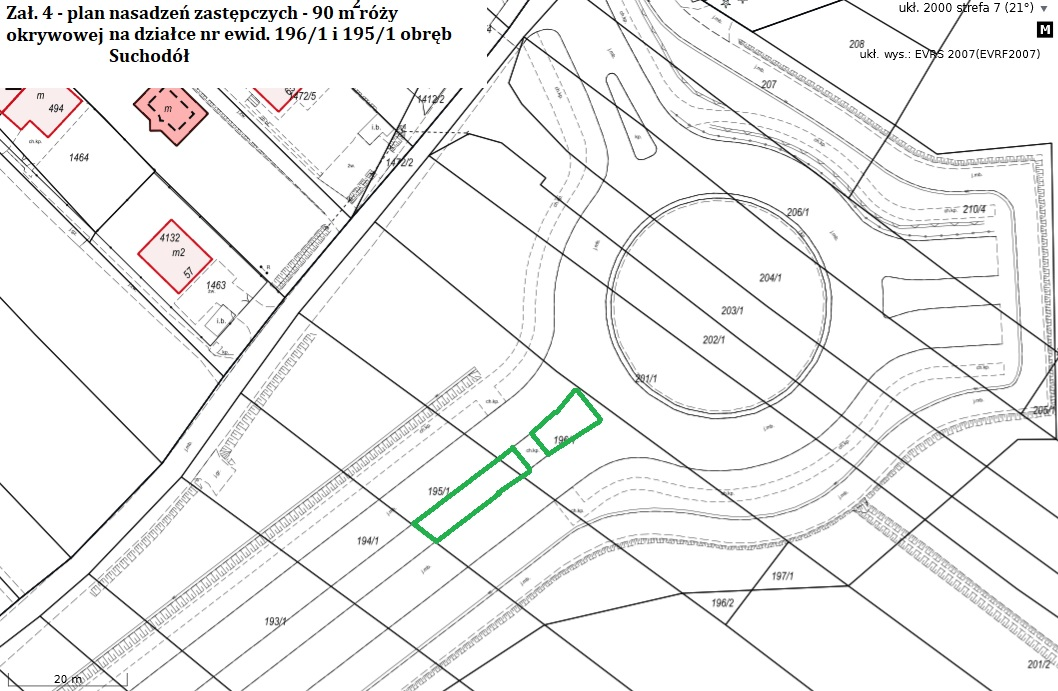 Zał. 4 - plan nasadzeń zastępczych - 90 m² róży
okrywowej na działce nr ewid. 196/1 i 195/1 obręb
Suchodół
ukł. 2000 strefa 7 (21°) ▼
M
ukł. wys.: EVRS 2007(EVRF2007)
208
207
m
494
m
1472/5
1412/2
i.b.
1464
1472/2
210/4
206/1
4132
m2
57
1463
i.b.
204/1
203/1
202/1
201/1
205/1
195/1
194/1
197/1
196/2
193/1
201/2
20 m